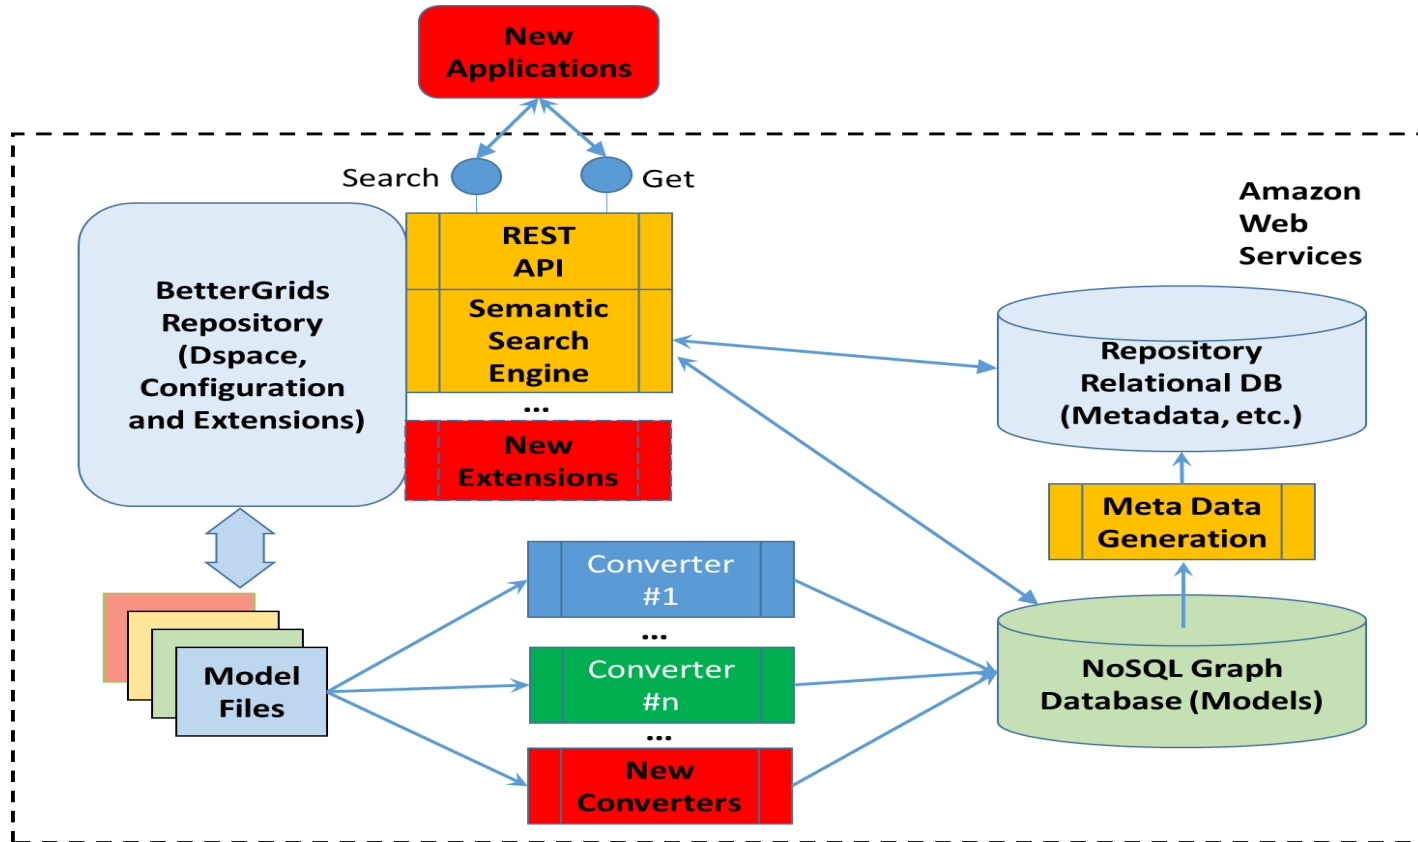 New
Applications
Search
Get
Amazon
Web
Services
BetterGrids
Repository
(Dspace,
Configuration
and Extensions)
REST
API
Semantic
Search
Engine
...
New
Extensions
Repository
Relational DB
(Metadata, etc.)
Meta Data
Generation
Model
Files
Converter
#1
...
Converter
#n
...
New
Converters
NoSQL Graph
Database (Models)